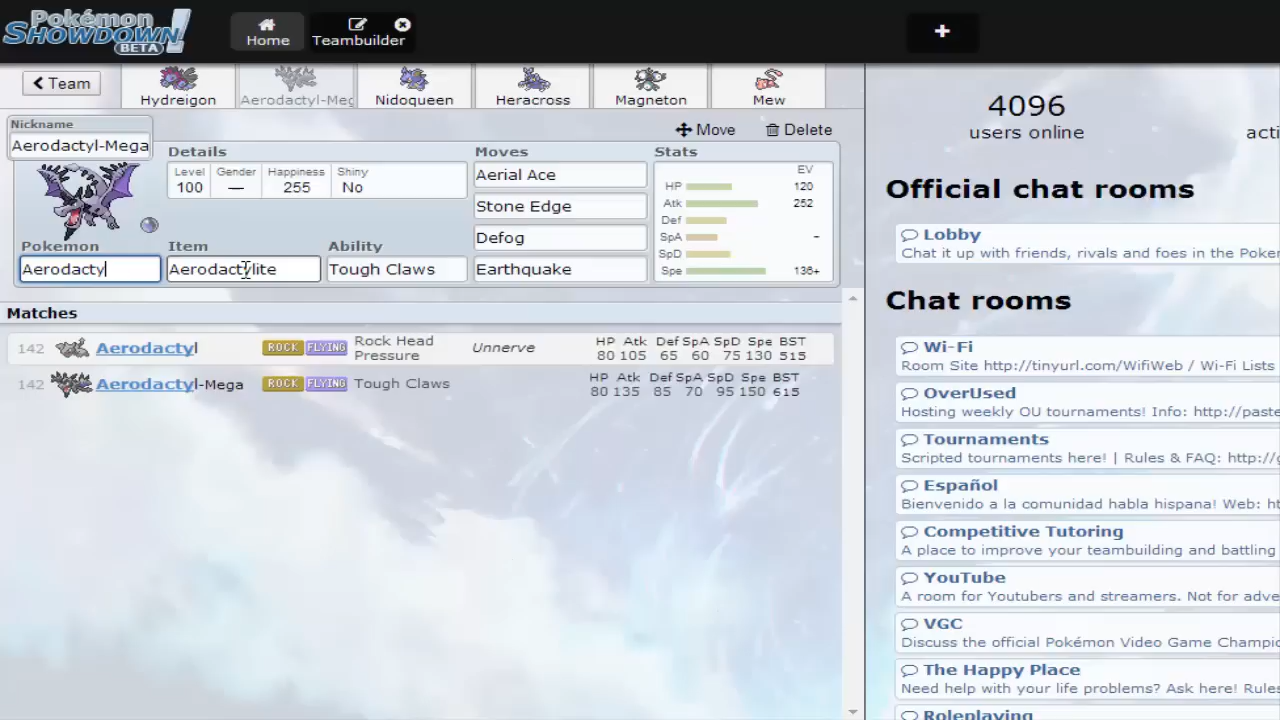 Pokémon
SHOWDOWN!
BETA
Home
Teambuilder
+
Team
Hydreigon
Aerodactyl-Meg
Nidoqueen
Heracross
Magneton
Mew
Nickname
Aerodactyl-Mega
Move
Delete
Details
Level
100
Gender
—
Happiness
255
Shiny
No
Pokemon
Aerodacty
Item
Aerodactylite
Ability
Tough Claws
Moves
Aerial Ace
Stone Edge
Defog
Earthquake
Stats
EV
HP 120
Atk 252
Def
SpA -
SpD
Spe 136+
Matches
142 Aerodactyl ROCK FLYING Rock Head Pressure Unnerve HP 80 Atk 105 Def 65 SpA 60 SpD 75 Spe 130 BST 515
142 Aerodactyl-Mega ROCK FLYING Tough Claws HP 80 Atk 135 Def 85 SpA 70 SpD 95 Spe 150 BST 615
4096
users online
acti
Official chat rooms
Lobby
Chat it up with friends, rivals and foes in the Poker
Chat rooms
Wi-Fi
Room Site http://tinyurl.com/WifiWeb / Wi-Fi Lists
OverUsed
Hosting weekly OU tournaments! Info: http://paste
Tournaments
Scripted tournaments here! | Rules & FAQ: http://g
Español
Bienvenido a la comunidad habla hispana! Web: ht
Competitive Tutoring
A place to improve your teambuilding and battling
YouTube
A room for Youtubers and streamers. Not for adve
VGC
Discuss the official Pokémon Video Game Champic
The Happy Place
Need help with your life problems? Ask here! Rules
Roleplaying